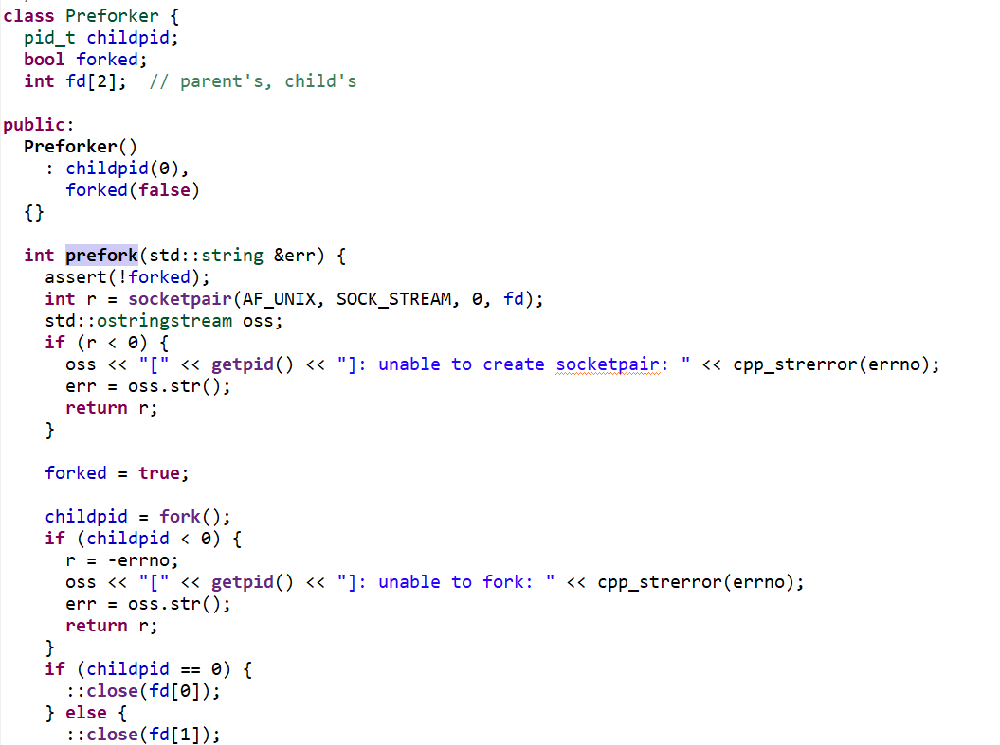 class Preforker {
  pid_t childpid;
  bool forked;
  int fd[2];  // parent's, child's

public:
  Preforker()
    : childpid(0),
      forked(false)
  {}

  int prefork(std::string &err) {
    assert(!forked);
    int r = socketpair(AF_UNIX, SOCK_STREAM, 0, fd);
    std::ostringstream oss;
    if (r < 0) {
      oss << "[" << getpid() << "]: unable to create socketpair: " << cpp_strerror(errno);
      err = oss.str();
      return r;
    }

    forked = true;

    childpid = fork();
    if (childpid < 0) {
      r = -errno;
      oss << "[" << getpid() << "]: unable to fork: " << cpp_strerror(errno);
      err = oss.str();
      return r;
    }
    if (childpid == 0) {
      ::close(fd[0]);
    } else {
      ::close(fd[1]);